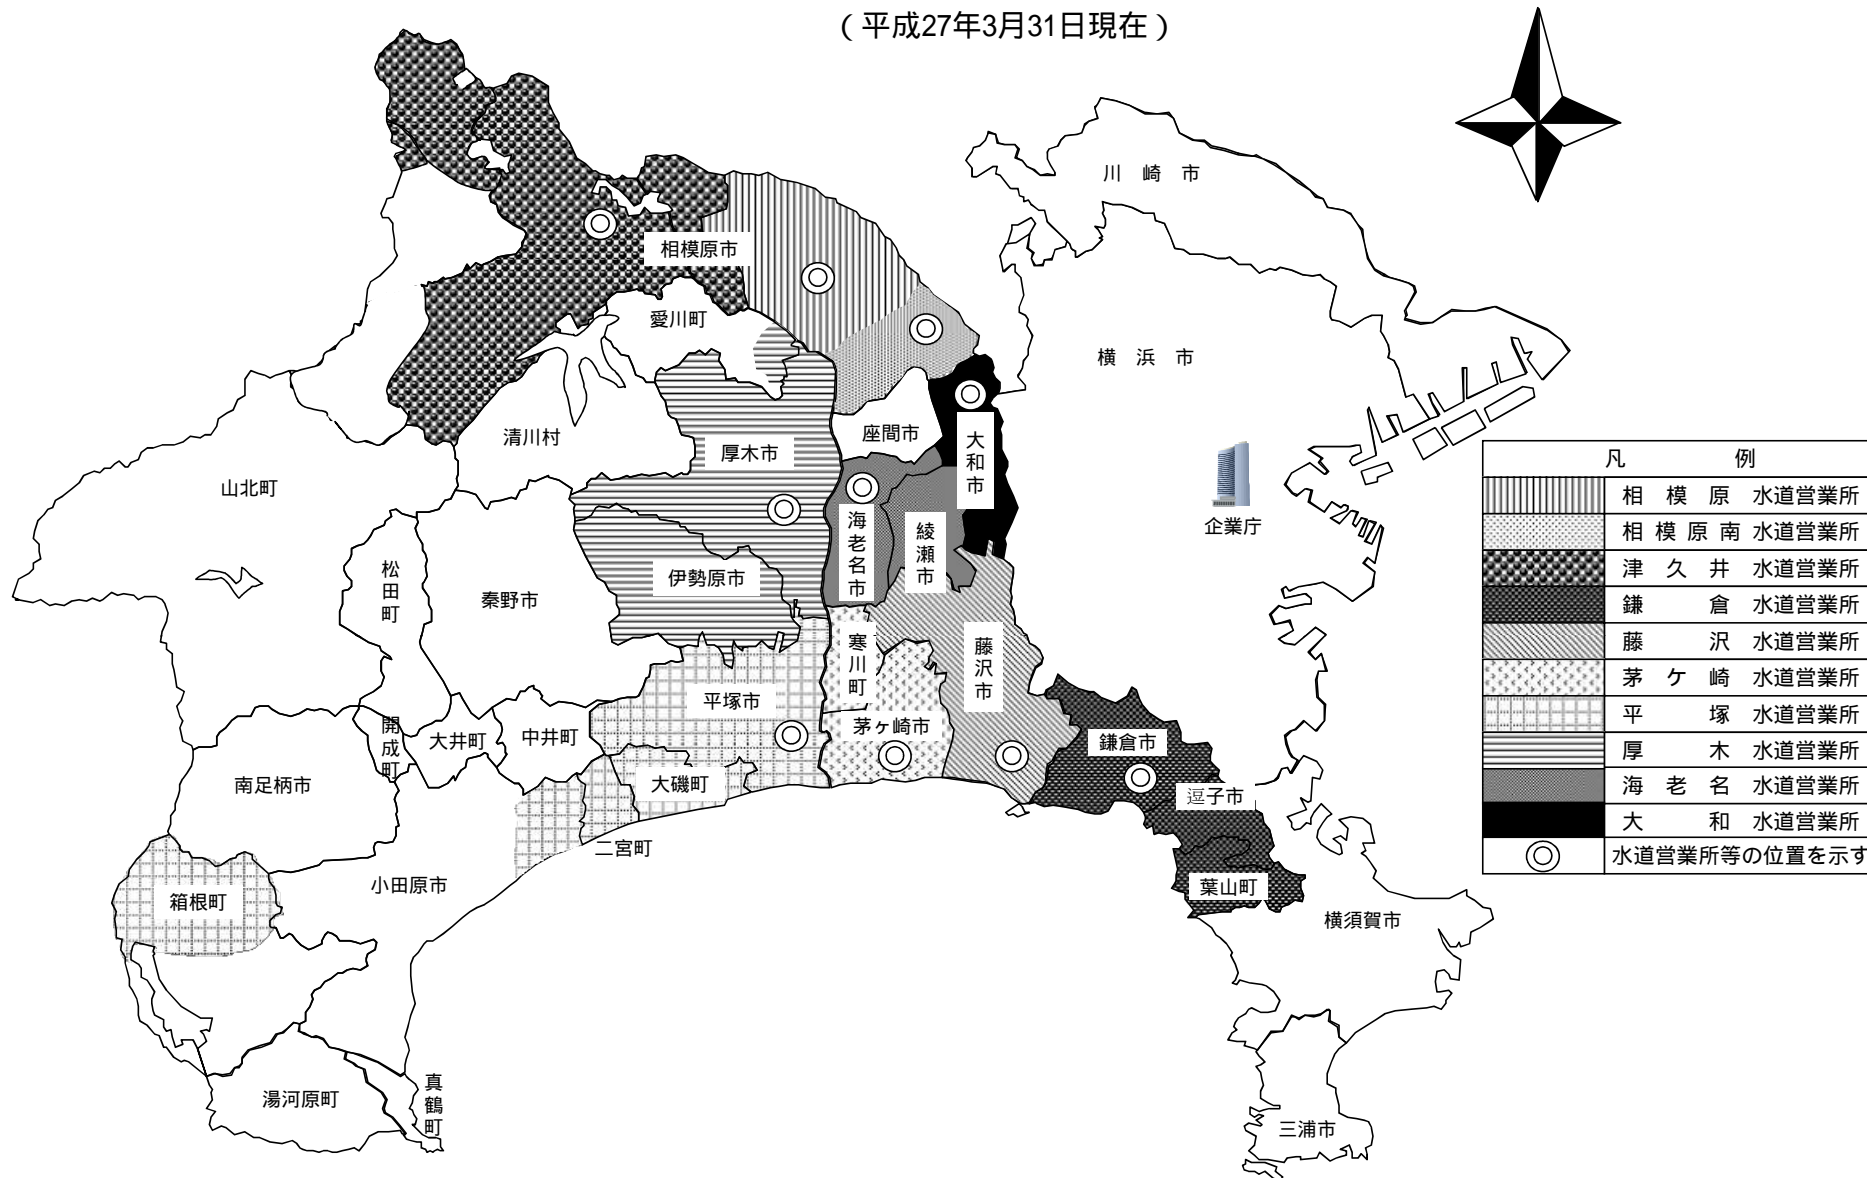 （平成27年3月31日現在）
川崎市
相模原市
愛川町
横浜市
清川村
厚木市
座間市
大和市
山北町
海老名市
綾瀬市
企業庁
松田町
秦野市
伊勢原市
寒川町
藤沢市
平塚市
茅ヶ崎市
開成町
大井町
中井町
鎌倉市
南足柄市
大磯町
逗子市
二宮町
小田原市
箱根町
葉山町
横須賀市
湯河原町
真鶴町
三浦市
凡例
相模原 水道営業所
相模原南 水道営業所
津久井 水道営業所
鎌倉 水道営業所
藤沢 水道営業所
茅ケ崎 水道営業所
平塚 水道営業所
厚木 水道営業所
海老名 水道営業所
大和 水道営業所
水道営業所等の位置を示す